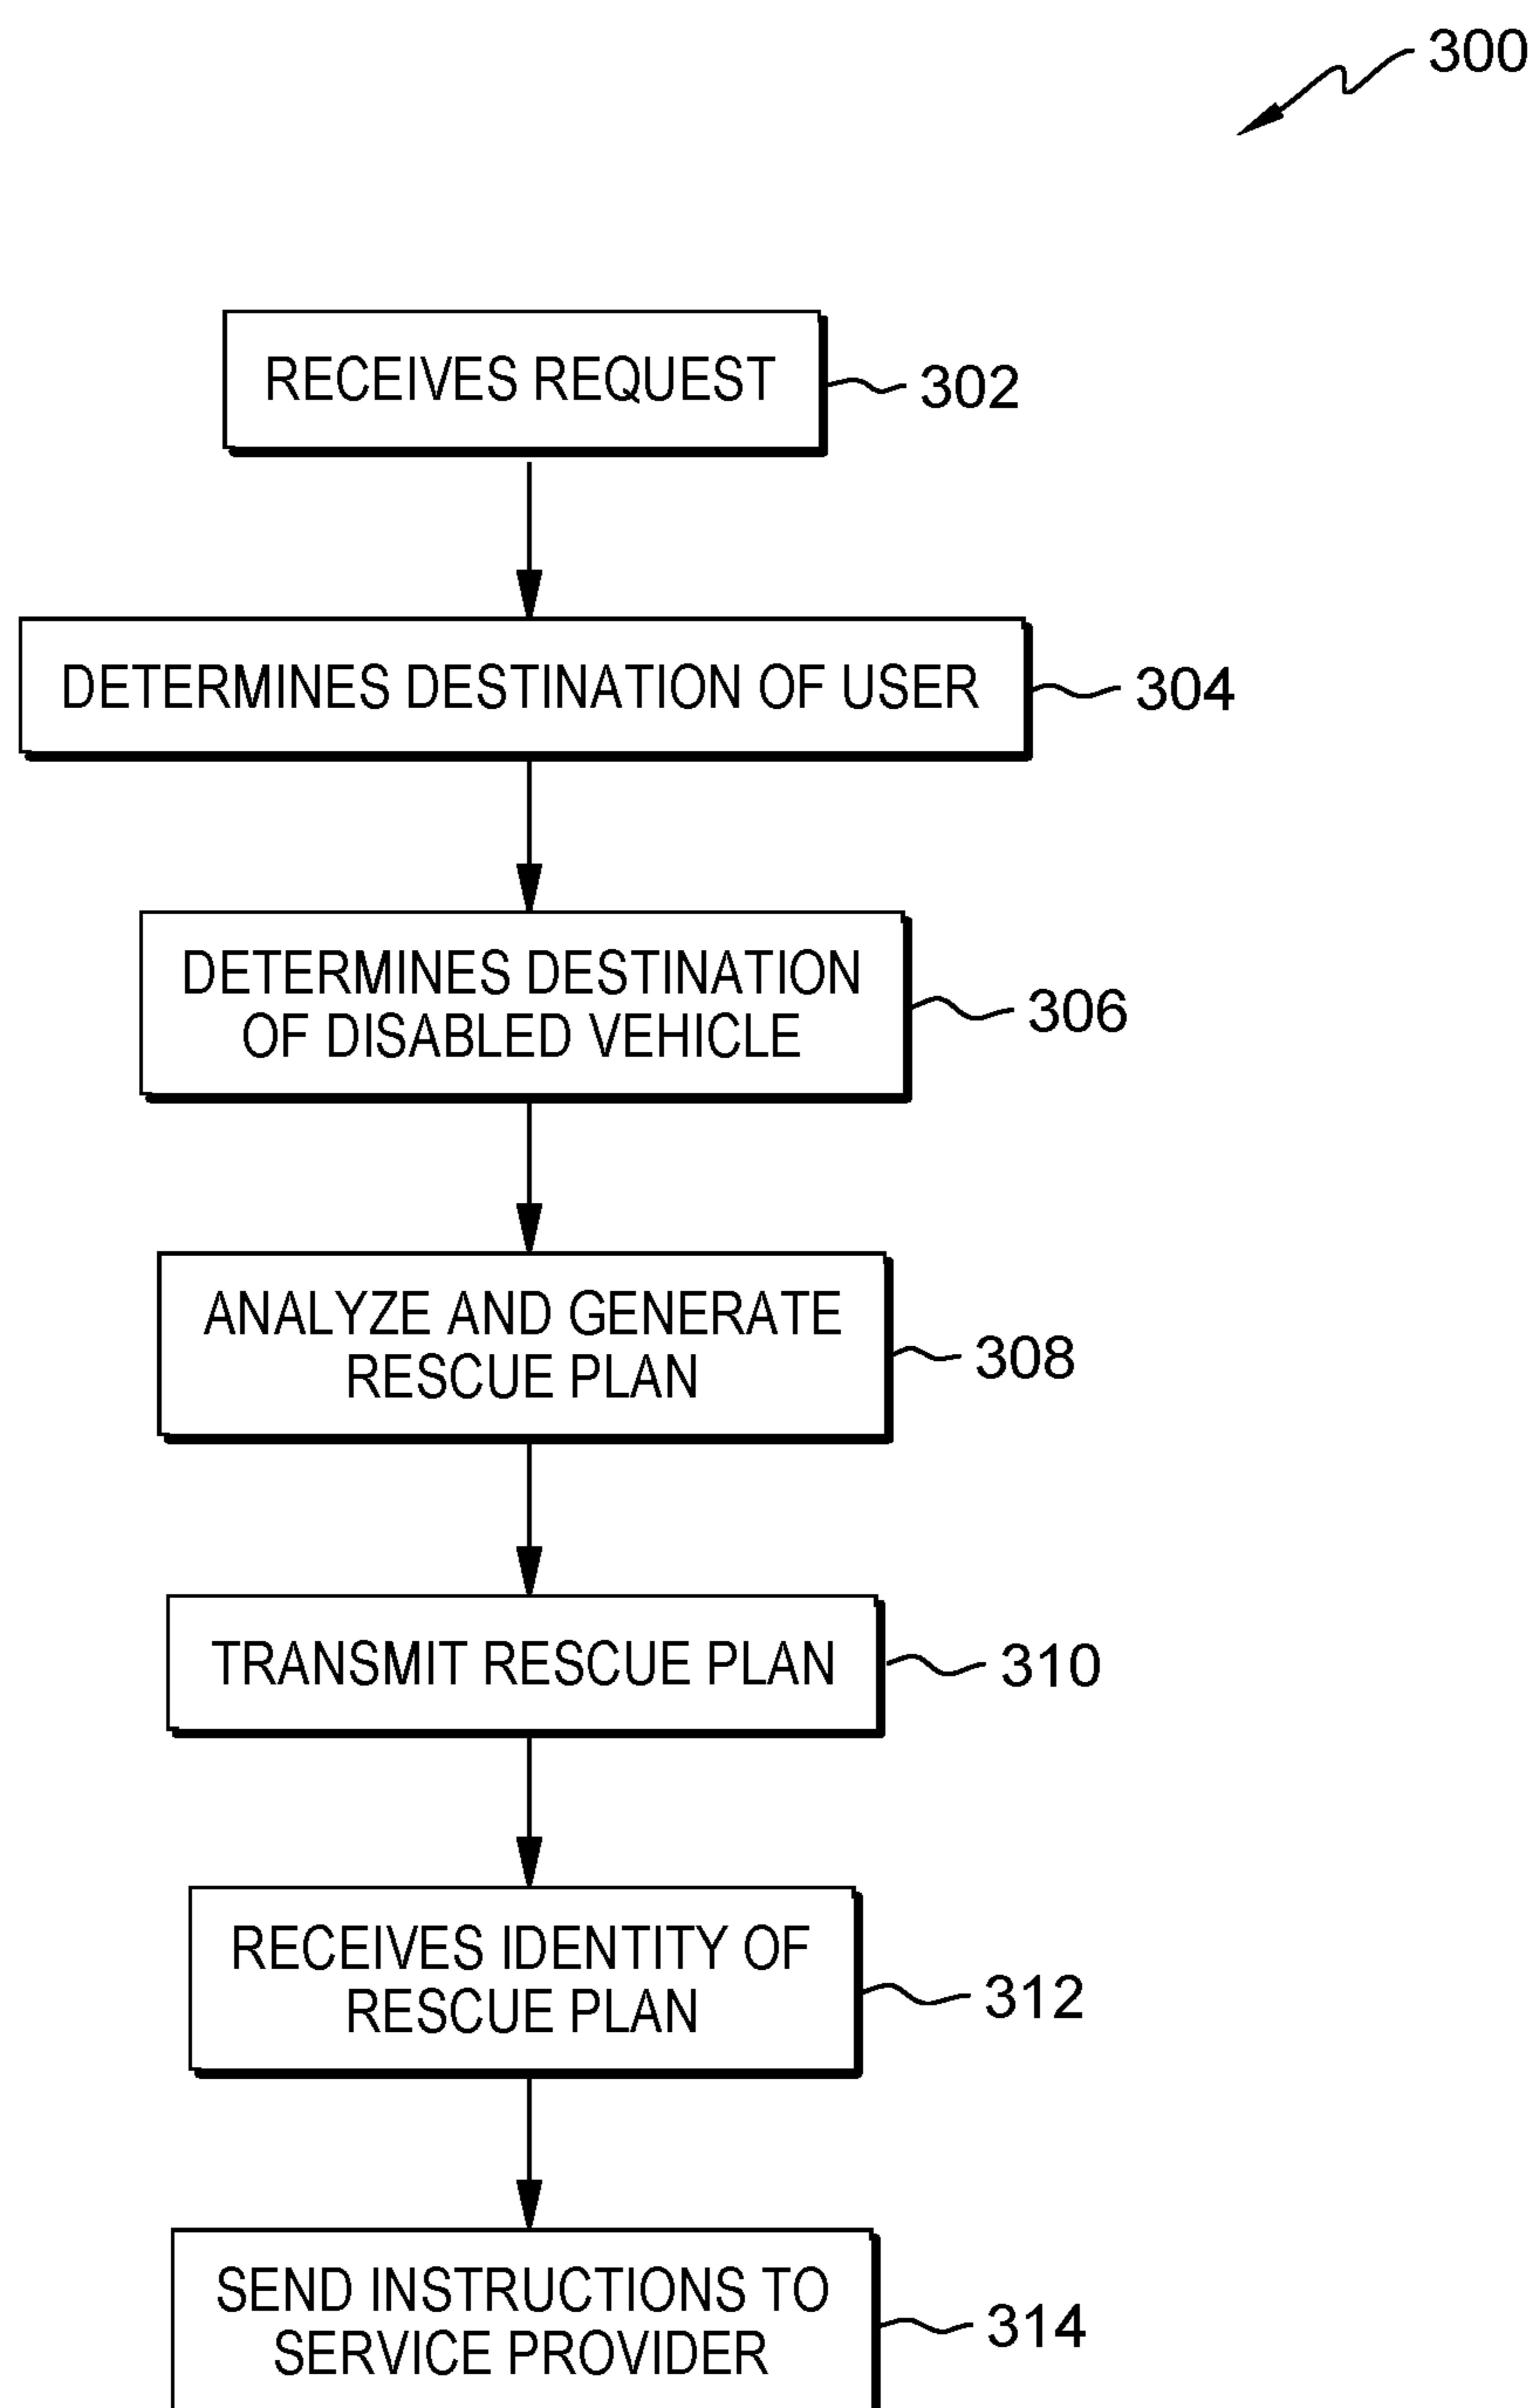 300
RECEIVES REQUEST
302
DETERMINES DESTINATION OF USER
304
DETERMINES DESTINATION
OF DISABLED VEHICLE
306
ANALYZE AND GENERATE
RESCUE PLAN
308
TRANSMIT RESCUE PLAN
310
RECEIVES IDENTITY OF
RESCUE PLAN
312
SEND INSTRUCTIONS TO
SERVICE PROVIDER
314